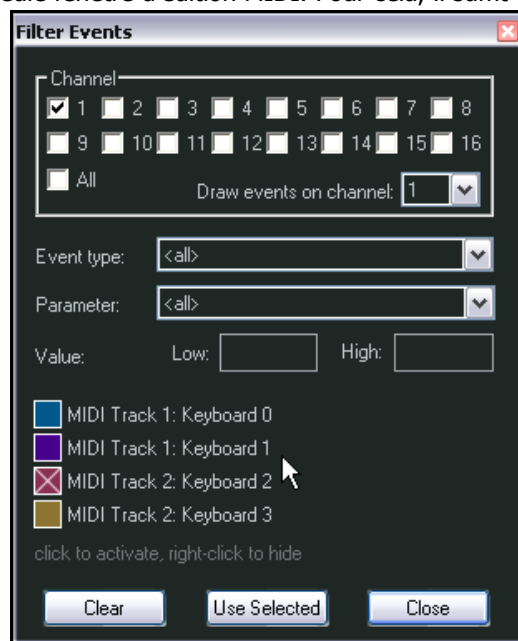 Filter Events
Channel
1 2 3 4 5 6 7 8
9 10 11 12 13 14 15 16
All Draw events on channel: 1
Event type: <all>
Parameter: <all>
Value: Low: High:
MIDI Track 1: Keyboard 0
MIDI Track 1: Keyboard 1
MIDI Track 2: Keyboard 2
MIDI Track 2: Keyboard 3
click to activate, right-click to hide
Clear Use Selected Close